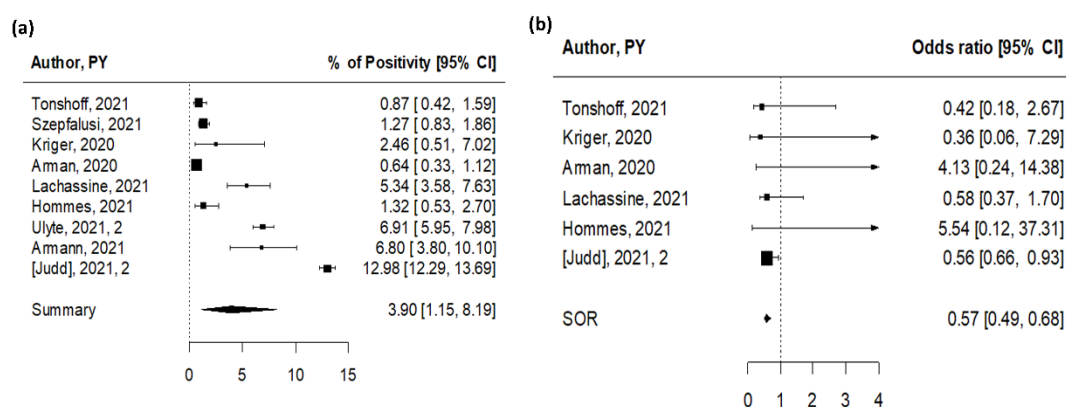 (a)
Author, PY % of Positivity [95% CI]
Tonshoff, 2021 0.87 [0.42, 1.59]
Szepfalusi, 2021 1.27 [0.83, 1.86]
Kriger, 2020 2.46 [0.51, 7.02]
Arman, 2020 0.64 [0.33, 1.12]
Lachassine, 2021 5.34 [3.58, 7.63]
Hommes, 2021 1.32 [0.53, 2.70]
Ulyte, 2021, 2 6.91 [5.95, 7.98]
Armann, 2021 6.80 [3.80, 10.10]
[Judd], 2021, 2 12.98 [12.29, 13.69]
Summary 3.90 [1.15, 8.19]
0 5 10 15
(b)
Author, PY Odds ratio [95% CI]
Tonshoff, 2021 0.42 [0.18, 2.67]
Kriger, 2020 0.36 [0.06, 7.29]
Arman, 2020 4.13 [0.24, 14.38]
Lachassine, 2021 0.58 [0.37, 1.70]
Hommes, 2021 5.54 [0.12, 37.31]
[Judd], 2021, 2 0.56 [0.66, 0.93]
SOR 0.57 [0.49, 0.68]
0 1 2 3 4